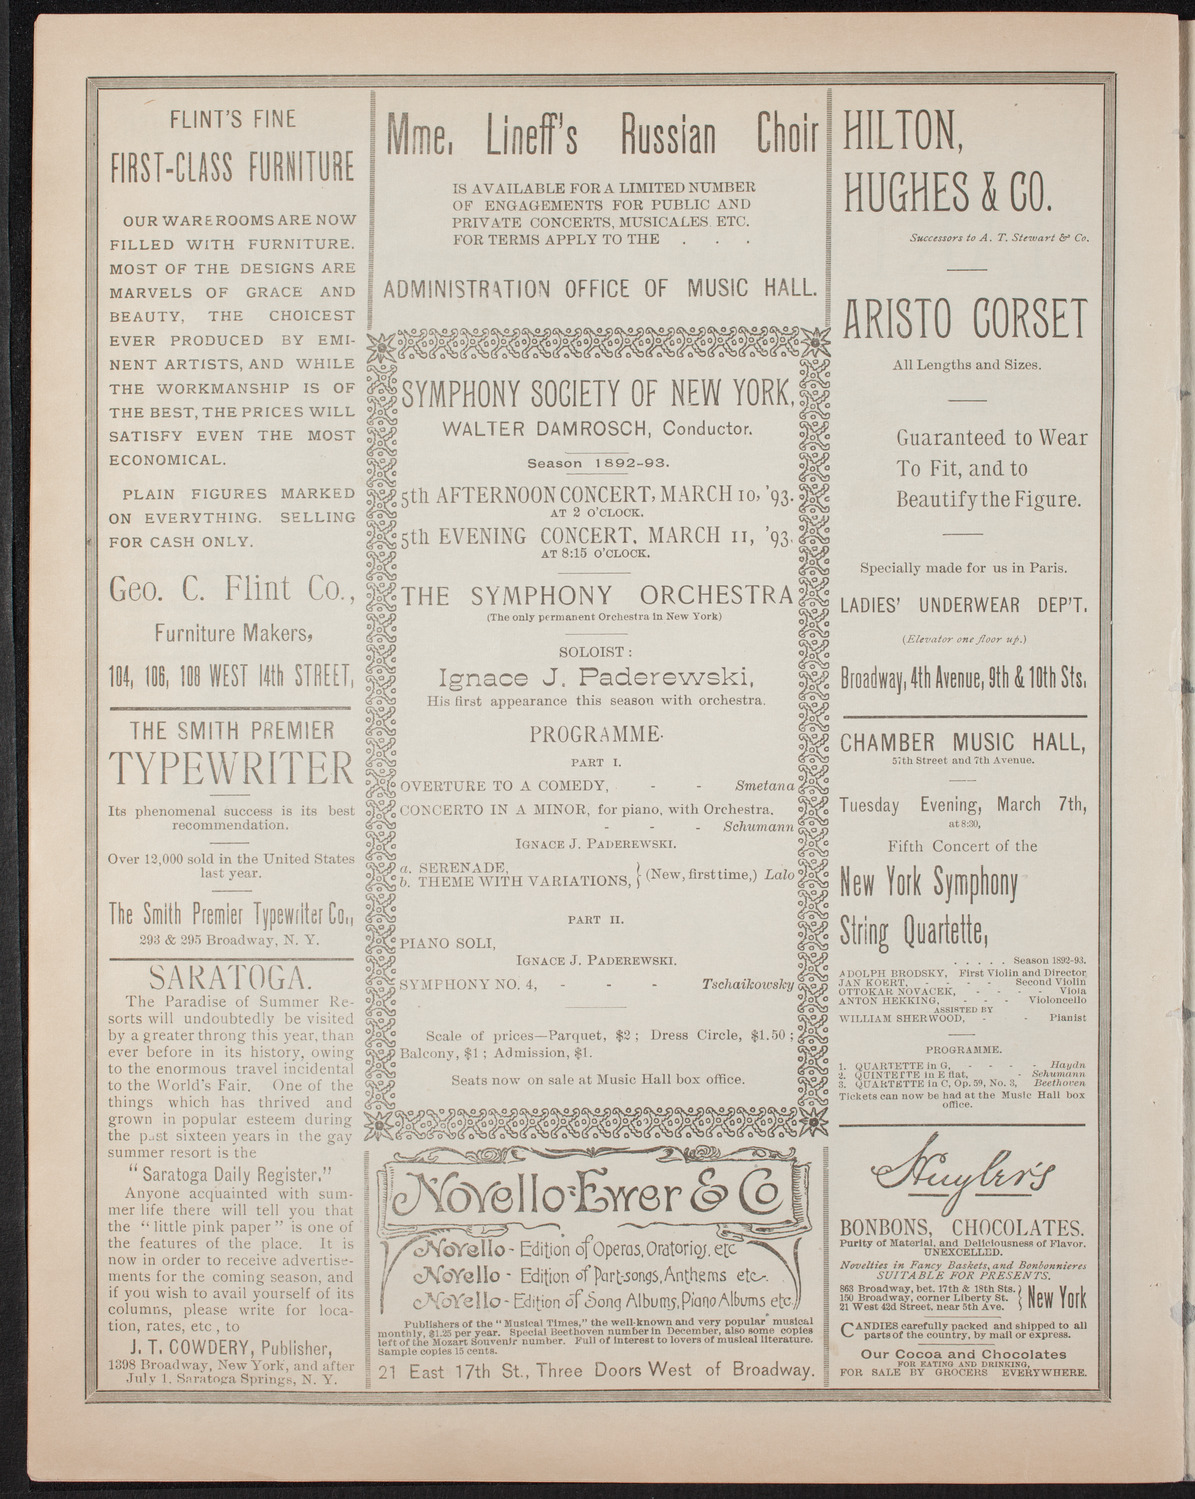 FLINT'S FINE
FIRST-CLASS FURNITURE
OUR WAREROOMS ARE NOW
FILLED WITH FURNITURE.
MOST OF THE DESIGNS ARE
MARVELS OF GRACE AND
BEAUTY, THE CHOICEST
EVER PRODUCED BY EMI-
NENT ARTISTS, AND WHILE
THE WORKMANSHIP IS OF
THE BEST, THE PRICES WILL
SATISFY EVEN THE MOST
ECONOMICAL.
PLAIN FIGURES MARKED
ON EVERYTHING. SELLING
FOR CASH ONLY.
Geo. C. Flint Co.,
Furniture Makers,
104, 106, 108 WEST 14th STREET,
THE SMITH PREMIER
TYPEWRITER
Its phenomenal success is its best
recommendation.
Over 12,000 sold in the United States
last year.
The Smith Premier Typewriter Co.,
293 & 295 Broadway, N. Y.
SARATOGA.
The Paradise of Summer Re-
sorts will undoubtedly be visited
by a greater throng this year, than
ever before in its history, owing
to the enormous travel incidental
to the World's Fair. One of the
things which has thrived and
grown in popular esteem during
the past sixteen years in the gay
summer resort is the
"Saratoga Daily Register."
Anyone acquainted with sum-
mer life there will tell you that
the "little pink paper" is one of
the features of the place. It is
now in order to receive advertise-
ments for the coming season, and
if you wish to avail yourself of its
columns, please write for loca-
tion, rates, etc , to
J. T. COWDERY, Publisher,
1398 Broadway, New York, and after
July 1, Saratoga Springs, N. Y.
Mme. Lineff's Russian Choir
IS AVAILABLE FOR A LIMITED NUMBER
OF ENGAGEMENTS FOR PUBLIC AND
PRIVATE CONCERTS, MUSICALES. ETC.
FOR TERMS APPLY TO THE . . .
ADMINISTRATION OFFICE OF MUSIC HALL.
SYMPHONY SOCIETY OF NEW YORK,
WALTER DAMROSCH, Conductor.
Season 1892-93.
5th AFTERNOON CONCERT, MARCH 10, '93.
AT 2 O'CLOCK.
5th EVENING CONCERT, MARCH 11, '93.
AT 8:15 O'CLOCK.
THE SYMPHONY ORCHESTRA
(The only permanent Orchestra in New York)
SOLOIST :
Ignace J. Paderewski,
His first appearance this season with orchestra.
PROGRAMME.
PART I.
OVERTURE TO A COMEDY, - - Smetana
CONCERTO IN A MINOR, for piano, with Orchestra,
- - - Schumann
IGNACE J. PADEREWSKI.
a. SERENADE,
b. THEME WITH VARIATIONS, } (New, first time,) Lalo
PART II.
PIANO SOLI,
IGNACE J. PADEREWSKI.
SYMPHONY NO. 4, - - - Tschaikowsky
Scale of prices—Parquet, $2 ; Dress Circle, $1.50 ;
Balcony, $1 ; Admission, $1.
Seats now on sale at Music Hall box office.
Novello Ewer & Co
Novello - Edition of Operas, Oratorios, etc
Novello - Edition of Part-songs, Anthems etc.
Novello - Edition of Song Albums, Piano Albums etc.
Publishers of the "Musical Times," the well-known and very popular musical
monthly, $1.25 per year. Special Beethoven number in December, also some copies
left of the Mozart Souvenir number. Full of interest to lovers of musical literature.
Sample copies 15 cents.
21 East 17th St., Three Doors West of Broadway.
HILTON,
HUGHES & CO.
Successors to A. T. Stewart & Co.
ARISTO CORSET
All Lengths and Sizes.
Guaranteed to Wear
To Fit, and to
Beautify the Figure.
Specially made for us in Paris.
LADIES' UNDERWEAR DEP'T.
(Elevator one floor up.)
Broadway, 4th Avenue, 9th & 10th Sts.
CHAMBER MUSIC HALL,
57th Street and 7th Avenue.
Tuesday Evening, March 7th,
at 8:30,
Fifth Concert of the
New York Symphony
String Quartette,
. . . . . Season 1892-93.
ADOLPH BRODSKY, First Violin and Director
JAN KOERT, - - - - Second Violin
OTTOKAR NOVACEK, - - - - Viola
ANTON HEKKING, - - - Violoncello
ASSISTED BY
WILLIAM SHERWOOD, - - Pianist
PROGRAMME.
1. QUARTETTE in G, - - - - Haydn
2. QUINTETTE in E flat, - Schumann
3. QUARTETTE in C, Op. 59, No. 3, Beethoven
Tickets can now be had at the Music Hall box
office.
Huyler's
BONBONS, CHOCOLATES.
Purity of Material, and Deliciousness of Flavor,
UNEXCELLED.
Novelties in Fancy Baskets, and Bonbonnieres
SUITABLE FOR PRESENTS.
863 Broadway, bet. 17th & 18th Sts.
150 Broadway, corner Liberty St.
21 West 42d Street, near 5th Ave. } New York
CANDIES carefully packed and shipped to all
parts of the country, by mail or express.
Our Cocoa and Chocolates
FOR EATING AND DRINKING,
FOR SALE BY GROCERS EVERYWHERE.